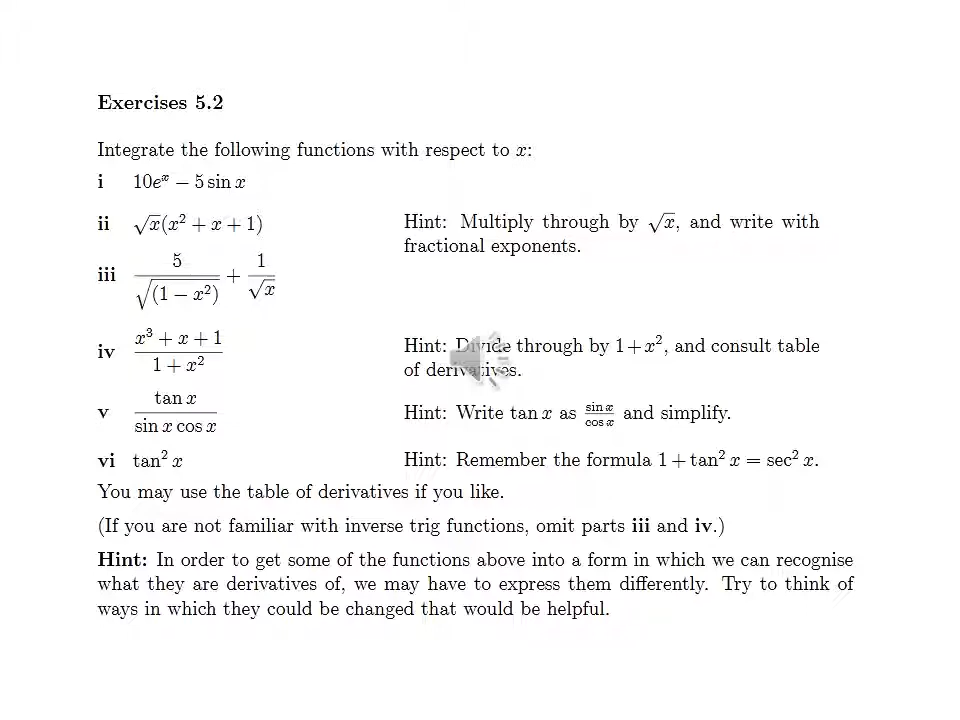 Exercises 5.2
Integrate the following functions with respect to x:
i 10eˣ − 5 sin x
ii √x(x² + x + 1) Hint: Multiply through by √x, and write with
fractional exponents.
iii 5/√(1 − x²) + 1/√x
iv (x³ + x + 1)/(1 + x²) Hint: Divide through by 1 + x², and consult table
of derivatives.
v tan x/(sin x cos x) Hint: Write tan x as sin x/cos x and simplify.
vi tan² x Hint: Remember the formula 1 + tan² x = sec² x.
You may use the table of derivatives if you like.
(If you are not familiar with inverse trig functions, omit parts iii and iv.)
Hint: In order to get some of the functions above into a form in which we can recognise
what they are derivatives of, we may have to express them differently. Try to think of
ways in which they could be changed that would be helpful.